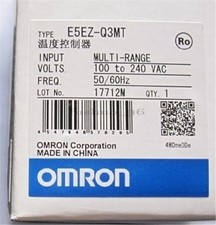 TYPE E5EZ-Q3MT
温度控制器
INPUT MULTI-RANGE
VOLTS 100 to 240 VAC
FREQ. 50/60Hz
LOT No. 17712N QTY. 1
Ro
OMRON Corporation
MADE IN CHINA
OMRON